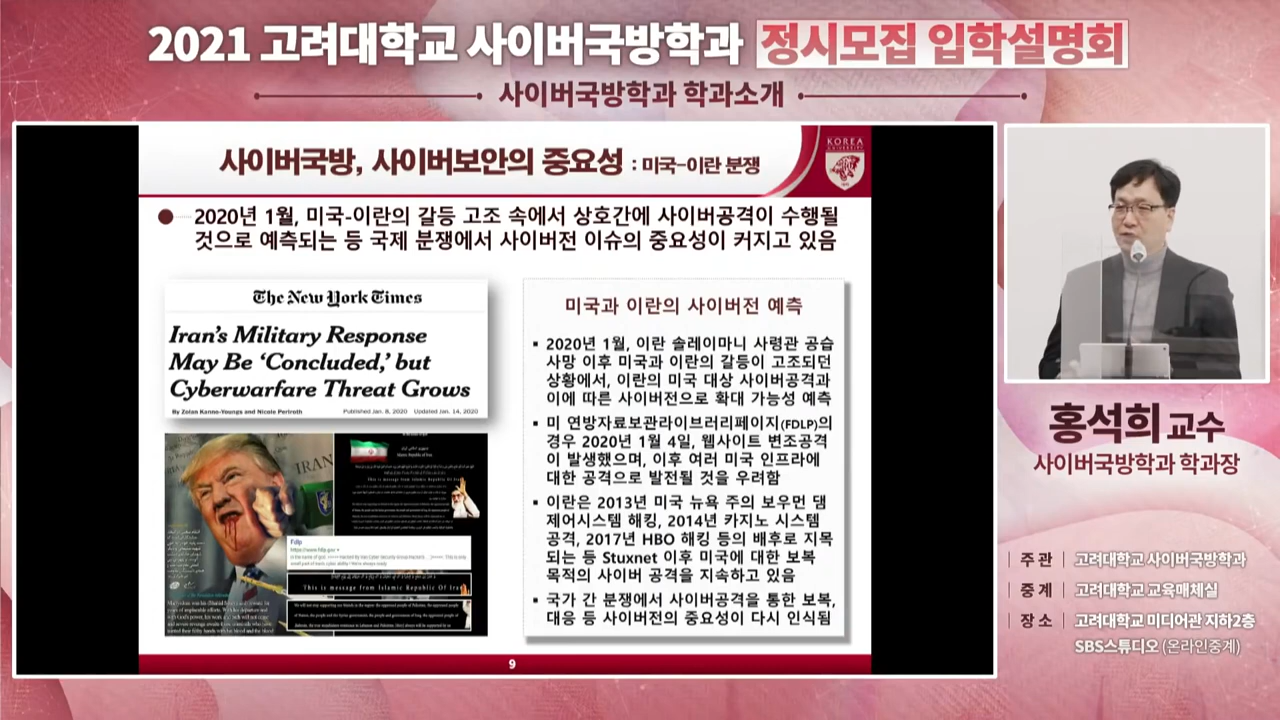 2021 고려대학교 사이버국방학과 정시모집 입학설명회
사이버국방학과 학과소개
사이버국방, 사이버보안의 중요성 : 미국-이란 분쟁
KOREA
UNIVERSITY
2020년 1월, 미국-이란의 갈등 고조 속에서 상호간에 사이버공격이 수행될
것으로 예측되는 등 국제 분쟁에서 사이버전 이슈의 중요성이 커지고 있음
The New York Times
Iran's Military Response
May Be 'Concluded,' but
Cyberwarfare Threat Grows
By Zolan Kanno-Youngs and Nicole Perlroth
Published Jan. 8, 2020 Updated Jan. 14, 2020
IRAN
Fdlp
https://www.fdlp.gov
This is message from Islamic Republic Of Iran
미국과 이란의 사이버전 예측
▪ 2020년 1월, 이란 솔레이마니 사령관 공습
사망 이후 미국과 이란의 갈등이 고조되던
상황에서, 이란의 미국 대상 사이버공격과
이에 따른 사이버전으로 확대 가능성 예측
▪ 미 연방자료보관라이브러리페이지(FDLP)의
경우 2020년 1월 4일, 웹사이트 변조공격
이 발생했으며, 이후 여러 미국 인프라에
대한 공격으로 발전될 것을 우려함
▪ 이란은 2013년 미국 뉴욕 주의 보우만 댐
제어시스템 해킹, 2014년 카지노 시스템
공격, 2017년 HBO 해킹 등의 배후로 지목
되는 등 Stuxnet 이후 미국에 대한 보복
목적의 사이버 공격을 지속하고 있음
▪ 국가 간 분쟁에서 사이버공격을 통한 보복,
대응 등 사이버전의 중요성이 다시 인식됨
9
홍석희 교수
사이버국방학과 학과장
주관 | 고려대학교 사이버국방학과
중계 | 고려대학교 교육매체실
장소 | 고려대학교 미디어관 지하2층
SBS스튜디오 (온라인중계)